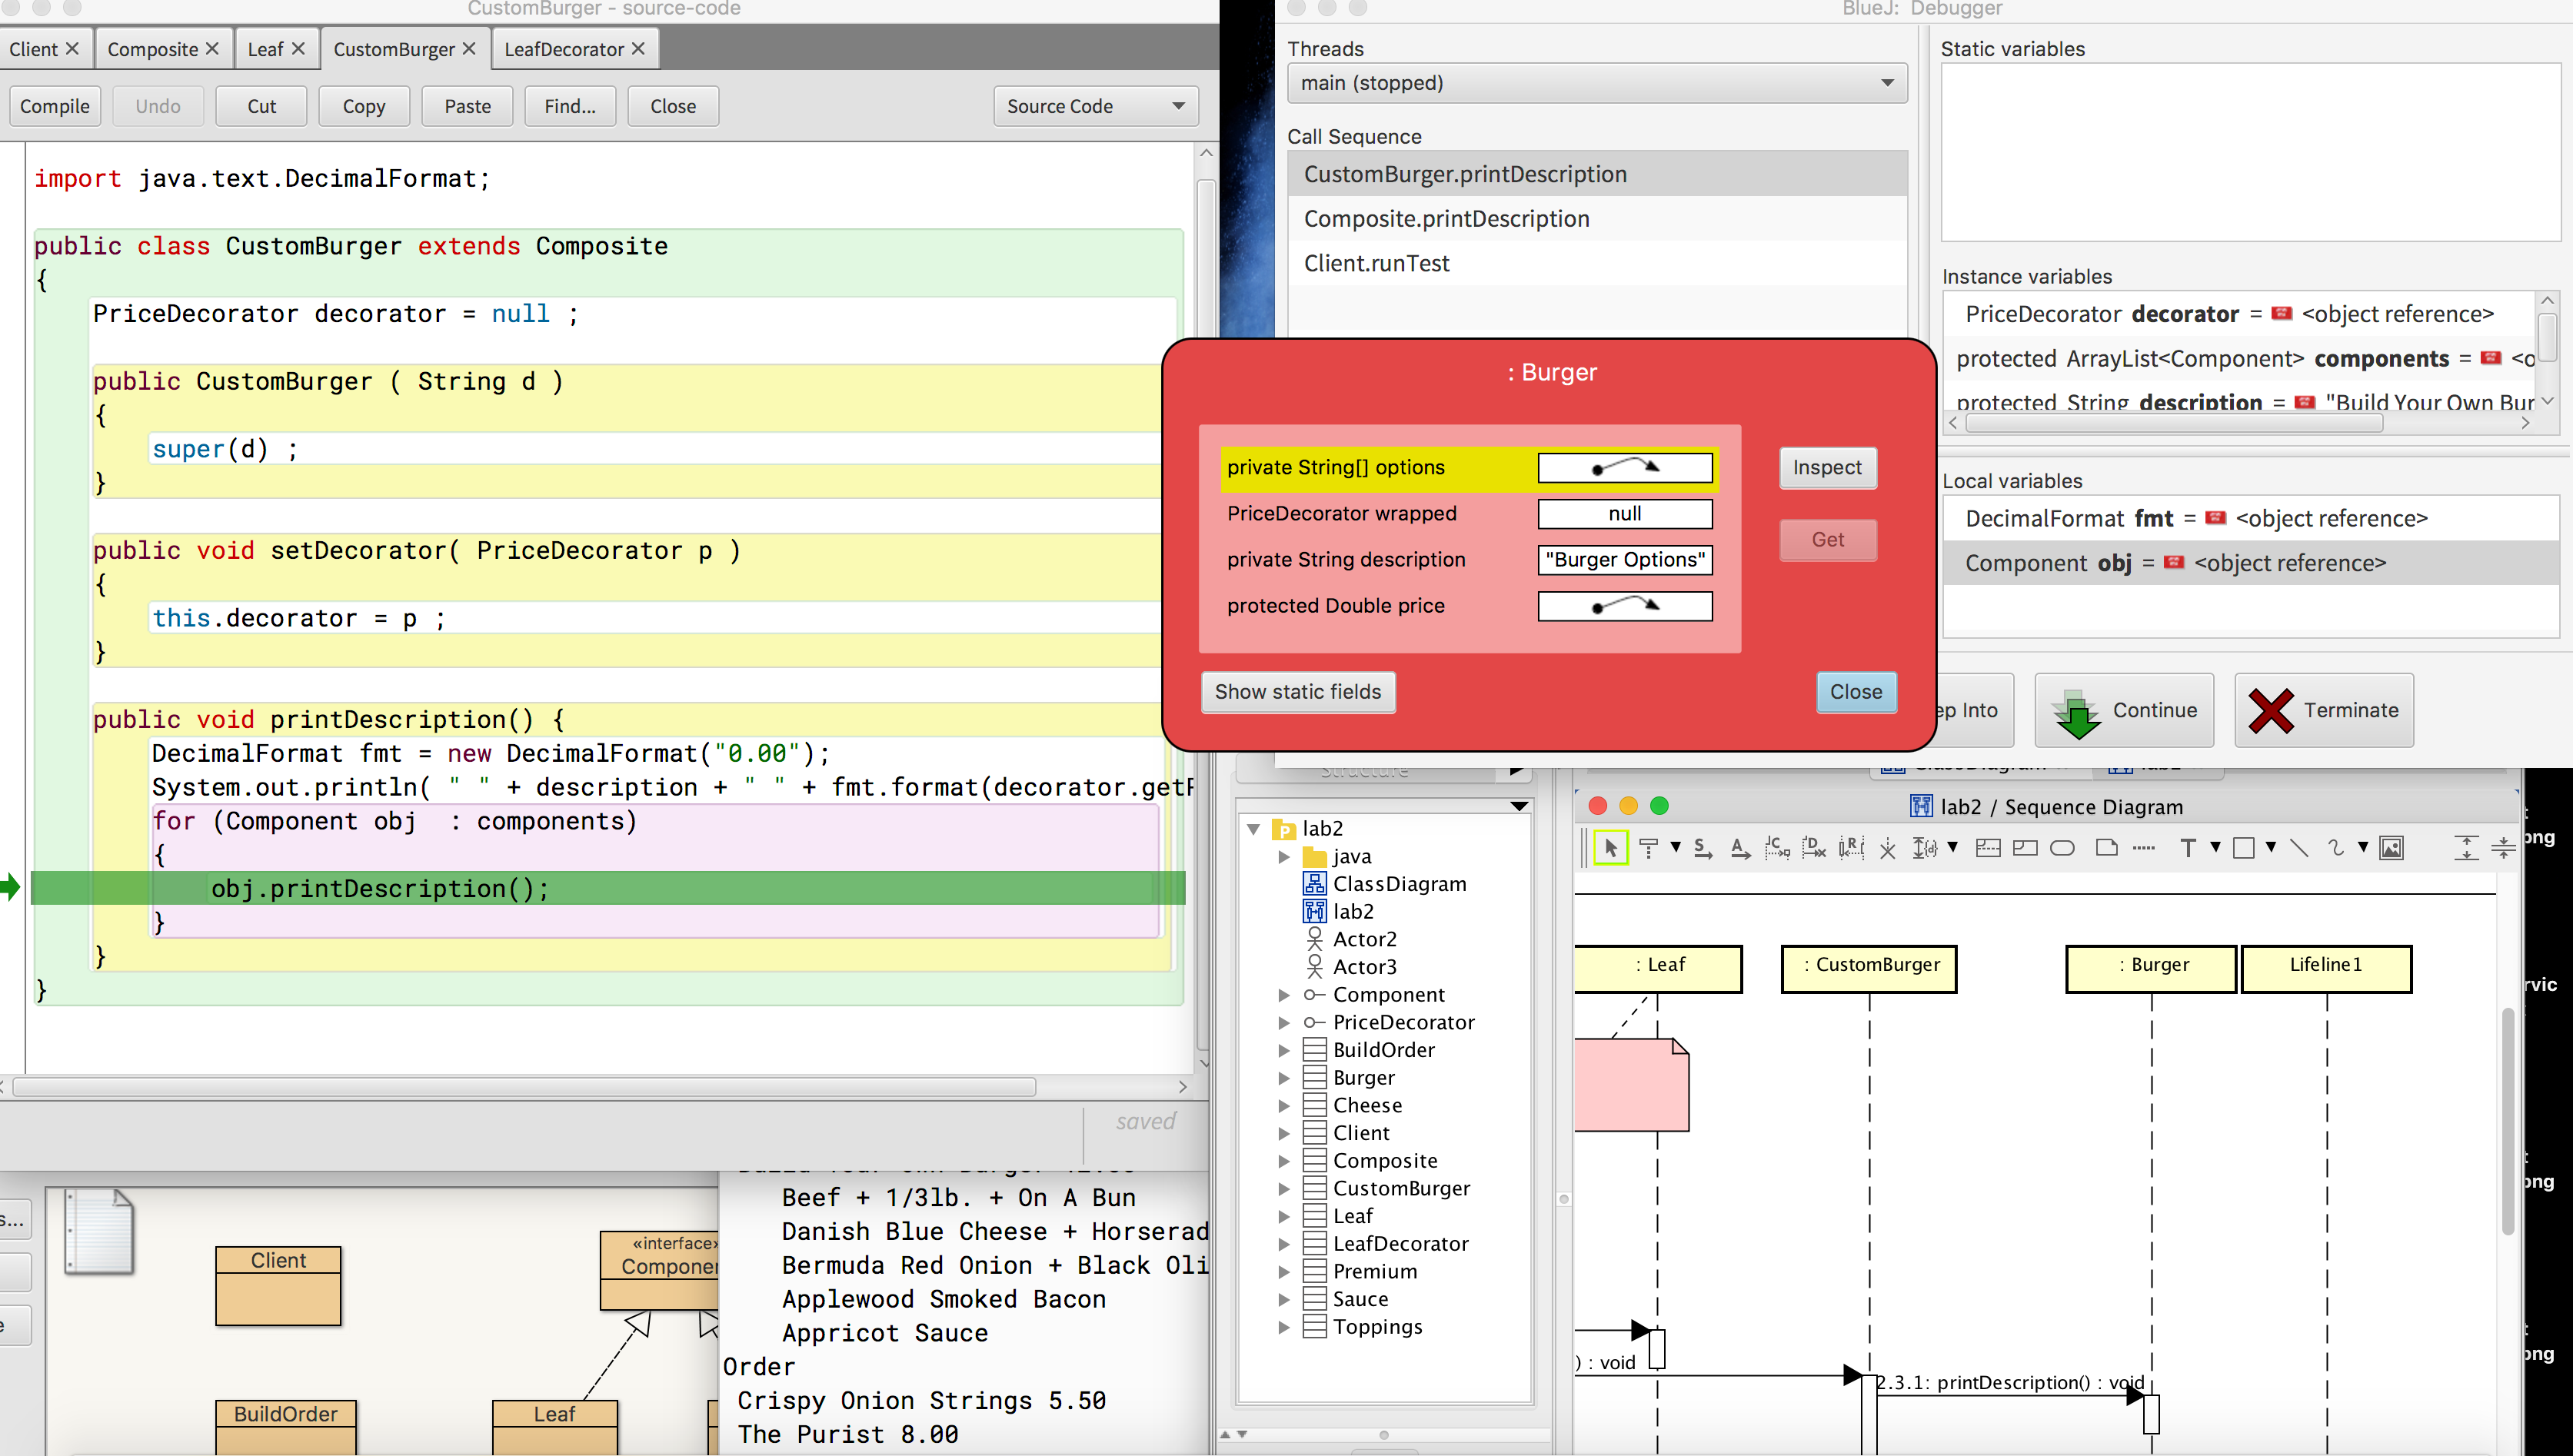 CustomBurger - source-code
Client
Composite
Leaf
CustomBurger
LeafDecorator
Compile
Undo
Cut
Copy
Paste
Find...
Close
Source Code
import java.text.DecimalFormat;
public class CustomBurger extends Composite
{
PriceDecorator decorator = null ;
public CustomBurger ( String d )
{
super(d) ;
}
public void setDecorator( PriceDecorator p )
{
this.decorator = p ;
}
public void printDescription() {
DecimalFormat fmt = new DecimalFormat("0.00");
System.out.println( " " + description + " " + fmt.format(decorator.get
for (Component obj : components)
{
obj.printDescription();
}
}
}
saved
BlueJ: Debugger
Threads
main (stopped)
Call Sequence
CustomBurger.printDescription
Composite.printDescription
Client.runTest
Static variables
Instance variables
PriceDecorator decorator = <object reference>
protected ArrayList<Component> components = <o
protected String description = "Build Your Own Bur
Local variables
DecimalFormat fmt = <object reference>
Component obj = <object reference>
ep Into
Continue
Terminate
: Burger
private String[] options
PriceDecorator wrapped
null
private String description
"Burger Options"
protected Double price
Inspect
Get
Show static fields
Close
Structure
lab2
java
ClassDiagram
lab2
Actor2
Actor3
Component
PriceDecorator
BuildOrder
Burger
Cheese
Client
Composite
CustomBurger
Leaf
LeafDecorator
Premium
Sauce
Toppings
lab2 / Sequence Diagram
: Leaf
: CustomBurger
: Burger
Lifeline1
) : void
2.3.1: printDescription() : void
png
rvic
png
png
s...
e
Client
«interface»
Componen
BuildOrder
Leaf
Beef + 1/3lb. + On A Bun
Danish Blue Cheese + Horserad
Bermuda Red Onion + Black Oli
Applewood Smoked Bacon
Appricot Sauce
Order
Crispy Onion Strings 5.50
The Purist 8.00